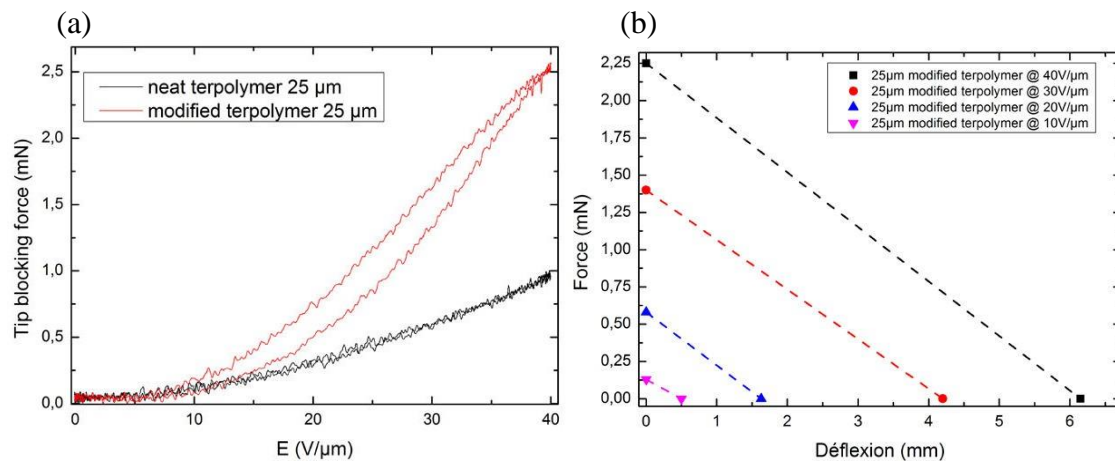 (a)
2,5
2,0
1,5
1,0
0,5
0,0
Tip blocking force (mN)
neat terpolymer 25 µm
modified terpolymer 25 µm
0
10
20
30
40
E (V/µm)
(b)
2,25
2,00
1,75
1,50
1,25
1,00
0,75
0,50
0,25
0,00
Force (mN)
25µm modified terpolymer @ 40V/µm
25µm modified terpolymer @ 30V/µm
25µm modified terpolymer @ 20V/µm
25µm modified terpolymer @ 10V/µm
0
1
2
3
4
5
6
Déflexion (mm)